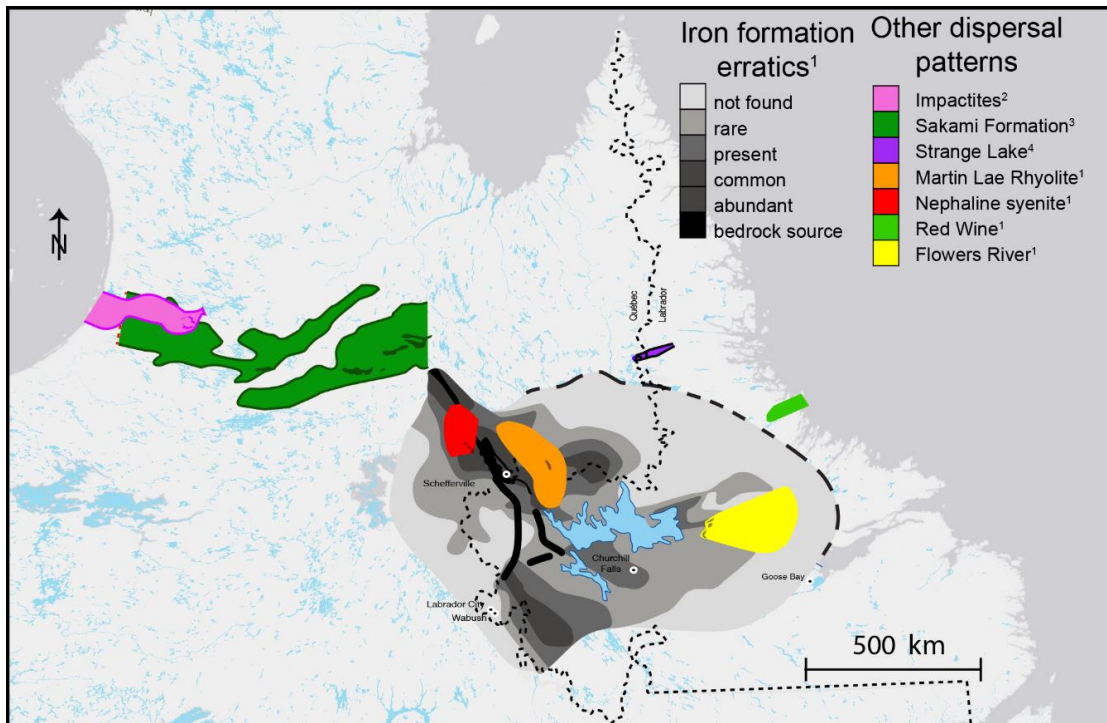 Iron formation
erratics¹
not found
rare
present
common
abundant
bedrock source
Other dispersal
patterns
Impactites²
Sakami Formation³
Strange Lake⁴
Martin Lae Rhyolite¹
Nephaline syenite¹
Red Wine¹
Flowers River¹
N
Québec
Labrador
Schefferville
Churchill
Falls
Goose Bay
Labrador City
Wabush
500 km